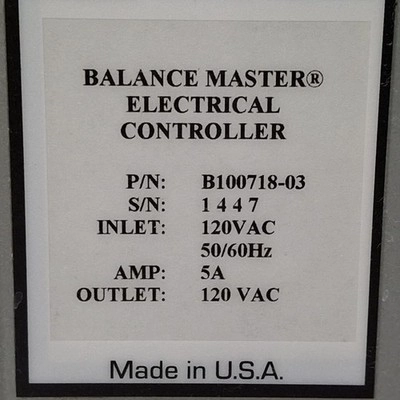 BALANCE MASTER®
ELECTRICAL
CONTROLLER
P/N: B100718-03
S/N: 1 4 4 7
INLET: 120VAC
50/60Hz
AMP: 5A
OUTLET: 120 VAC
Made in U.S.A.